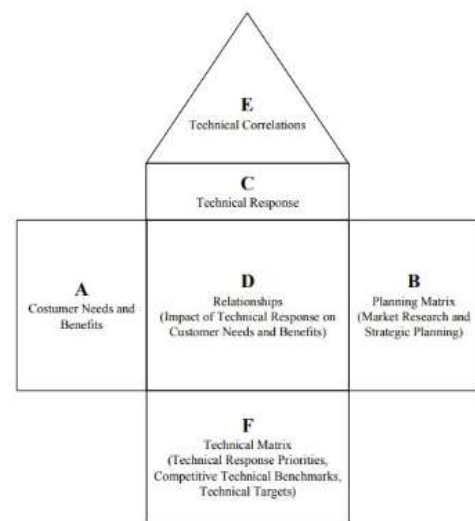 E
Technical Correlations
C
Technical Response
A
Costumer Needs and
Benefits
D
Relationships
(Impact of Technical Response on
Customer Needs and Benefits)
B
Planning Matrix
(Market Research and
Strategic Planning)
F
Technical Matrix
(Technical Response Priorities,
Competitive Technical Benchmarks,
Technical Targets)